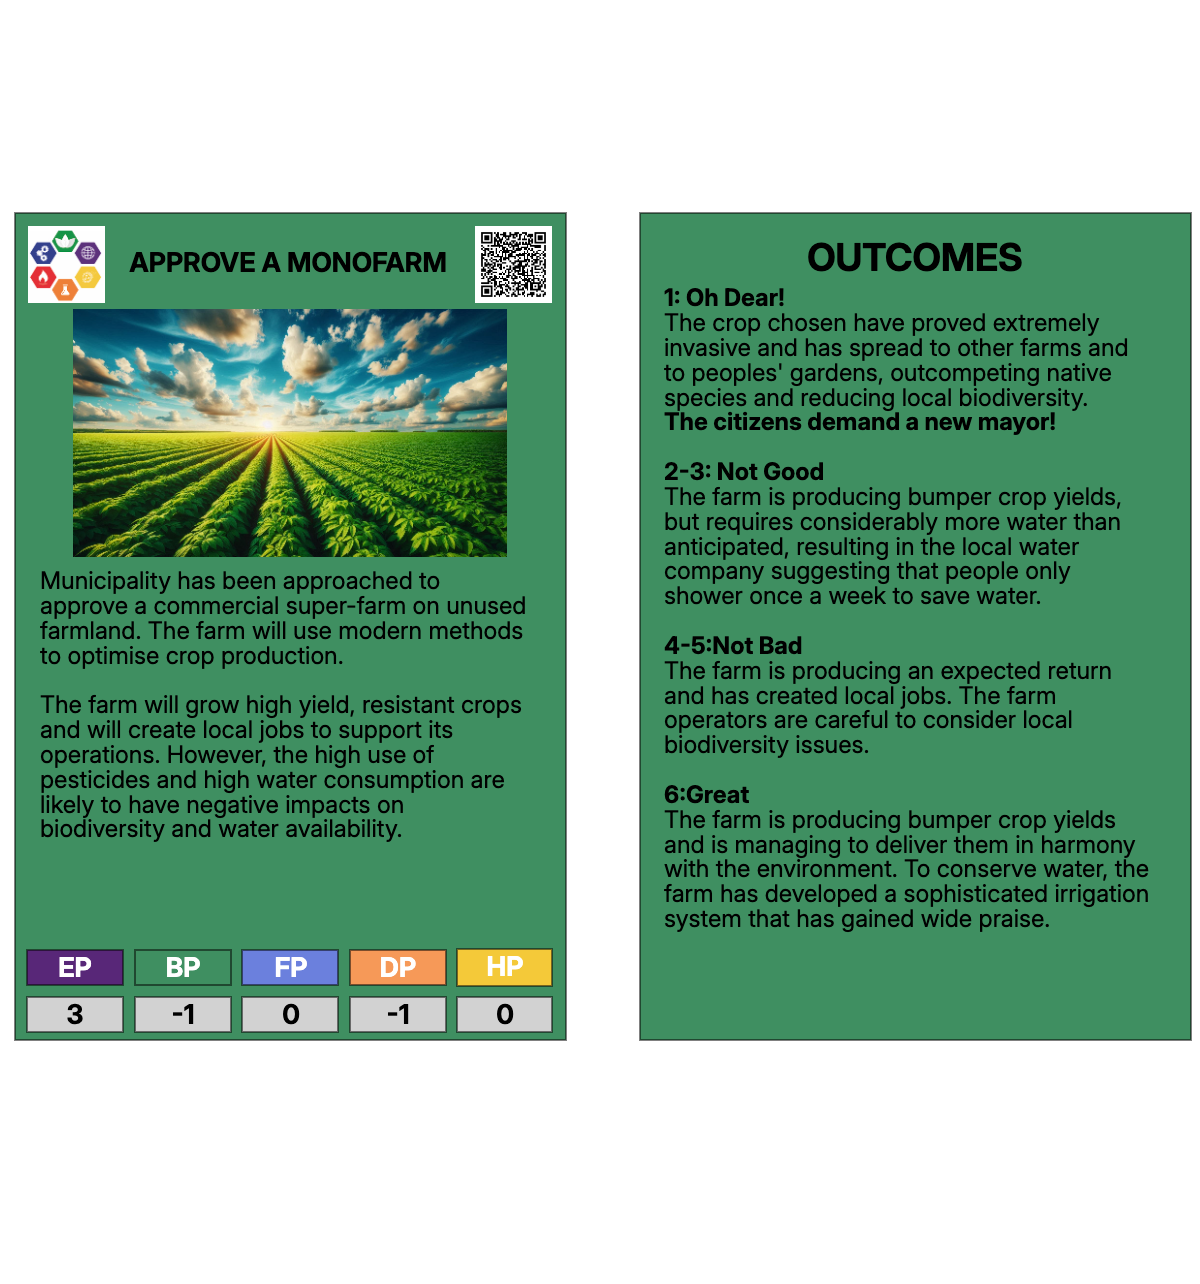 APPROVE A MONOFARM
Municipality has been approached to
approve a commercial super-farm on unused
farmland. The farm will use modern methods
to optimise crop production.
The farm will grow high yield, resistant crops
and will create local jobs to support its
operations. However, the high use of
pesticides and high water consumption are
likely to have negative impacts on
biodiversity and water availability.
EP BP FP DP HP
3 -1 0 -1 0
OUTCOMES
1: Oh Dear!
The crop chosen have proved extremely
invasive and has spread to other farms and
to peoples' gardens, outcompeting native
species and reducing local biodiversity.
The citizens demand a new mayor!
2-3: Not Good
The farm is producing bumper crop yields,
but requires considerably more water than
anticipated, resulting in the local water
company suggesting that people only
shower once a week to save water.
4-5:Not Bad
The farm is producing an expected return
and has created local jobs. The farm
operators are careful to consider local
biodiversity issues.
6:Great
The farm is producing bumper crop yields
and is managing to deliver them in harmony
with the environment. To conserve water, the
farm has developed a sophisticated irrigation
system that has gained wide praise.